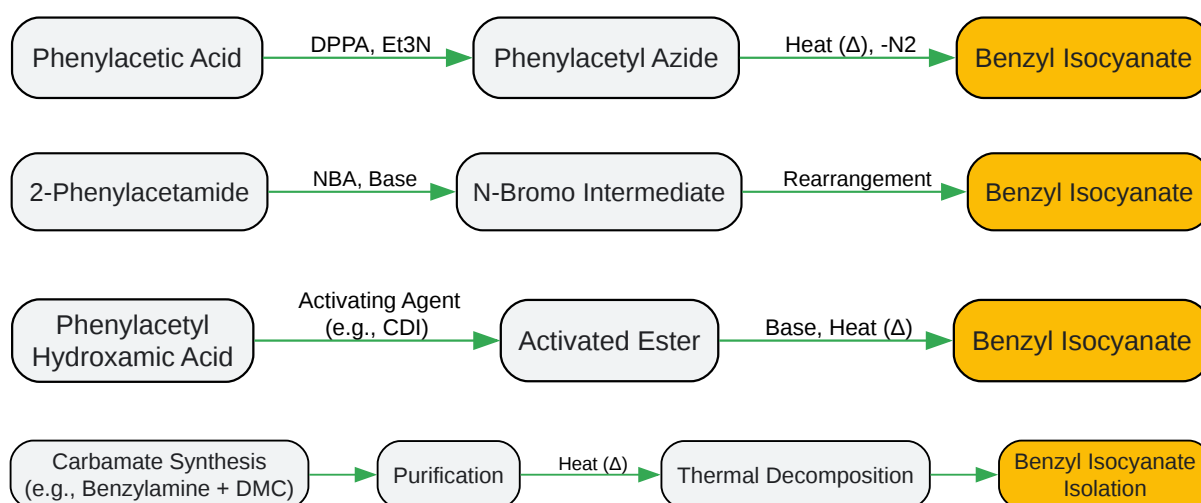 DPPA, Et3N
Heat (Δ), -N2
Phenylacetic Acid
Phenylacetyl Azide
Benzyl Isocyanate
NBA, Base
Rearrangement
2-Phenylacetamide
N-Bromo Intermediate
Benzyl Isocyanate
Activating Agent
(e.g., CDI)
Base, Heat (Δ)
Phenylacetyl
Hydroxamic Acid
Activated Ester
Benzyl Isocyanate
Carbamate Synthesis
(e.g., Benzylamine + DMC)
Purification
Heat (Δ)
Thermal Decomposition
Benzyl Isocyanate
Isolation